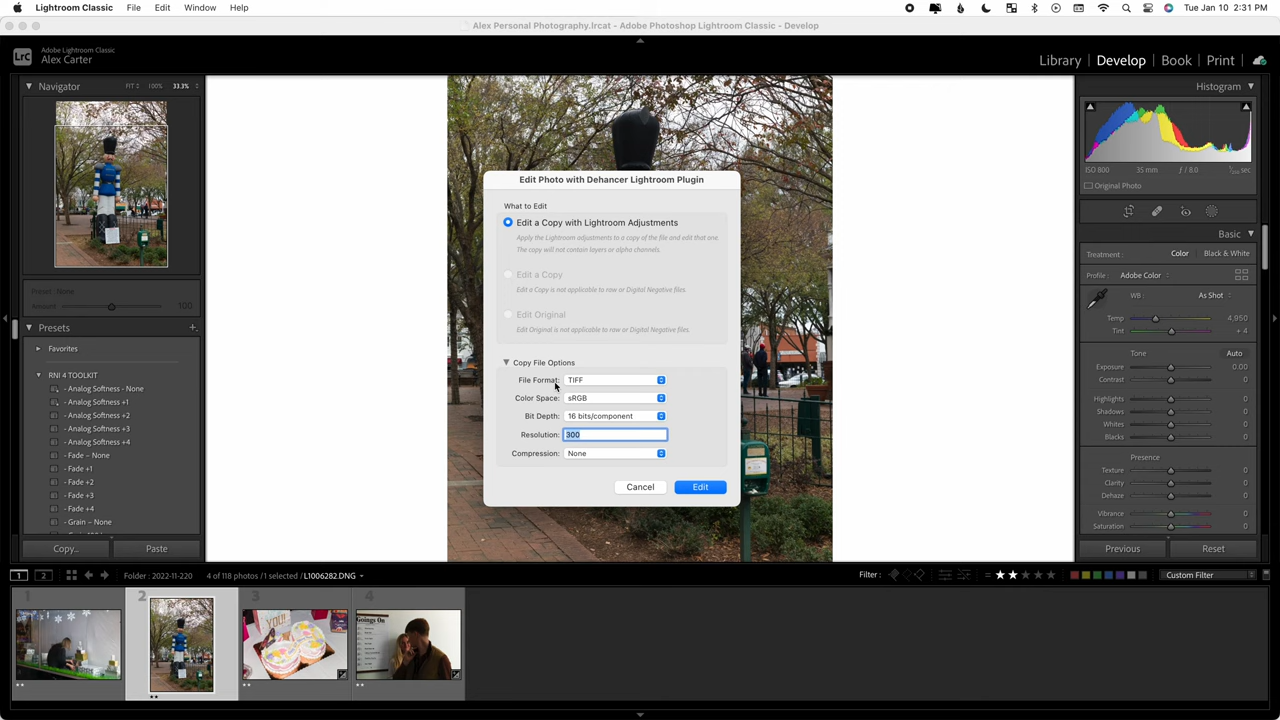 Lightroom Classic File Edit Window Help Tue Jan 10 2:31 PM
Alex Personal Photography.lrcat - Adobe Photoshop Lightroom Classic - Develop
LrC Adobe Lightroom Classic
Alex Carter
Library | Develop | Book | Print
Navigator FIT 100% 33.3%
Preset: None
Amount 100
Presets +
Favorites
RNI 4 TOOLKIT
- Analog Softness - None
- Analog Softness +1
- Analog Softness +2
- Analog Softness +3
- Analog Softness +4
- Fade – None
- Fade +1
- Fade +2
- Fade +3
- Fade +4
- Grain – None
Copy... Paste
Edit Photo with Dehancer Lightroom Plugin
What to Edit
Edit a Copy with Lightroom Adjustments
Apply the Lightroom adjustments to a copy of the file and edit that one.
The copy will not contain layers or alpha channels.
Edit a Copy
Edit a Copy is not applicable to raw or Digital Negative files.
Edit Original
Edit Original is not applicable to raw or Digital Negative files.
Copy File Options
File Format: TIFF
Color Space: sRGB
Bit Depth: 16 bits/component
Resolution: 300
Compression: None
Cancel Edit
Histogram
ISO 800 35 mm ƒ / 8.0
Original Photo
Basic
Treatment : Color Black & White
Profile : Adobe Color
WB : As Shot
Temp 4,950
Tint + 4
Tone Auto
Exposure 0.00
Contrast 0
Highlights 0
Shadows 0
Whites 0
Blacks 0
Presence
Texture 0
Clarity 0
Dehaze 0
Vibrance 0
Saturation 0
Previous Reset
1 2 Folder : 2022-11-220 4 of 118 photos /1 selected /L1006282.DNG
Filter : Custom Filter
1 2 3 4
YOU!
Goings On